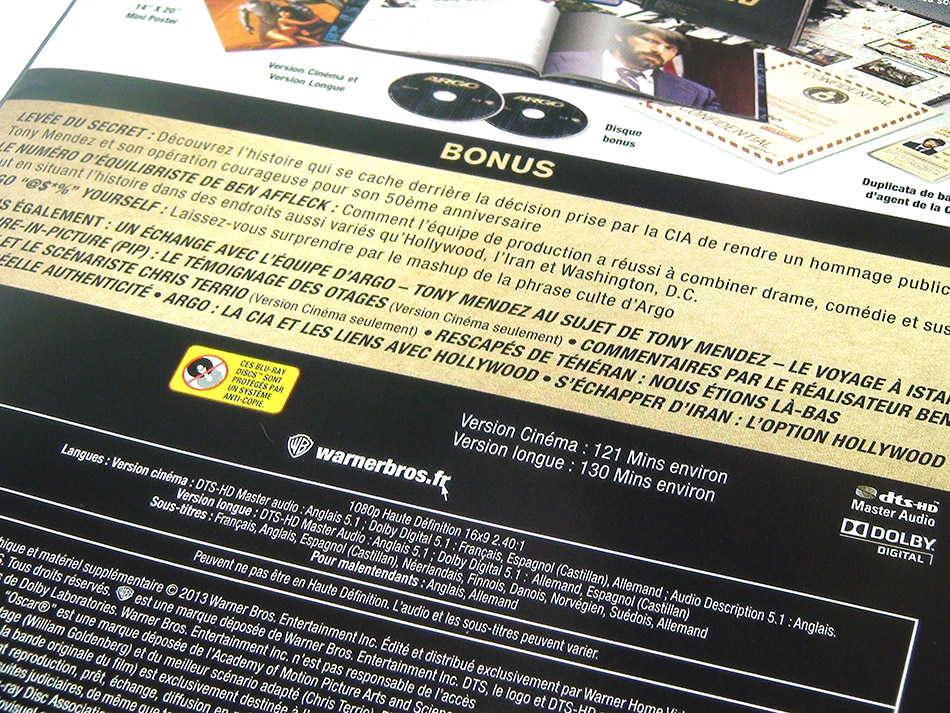 14" X 20"
Mini Poster
Version Cinéma et
Version Longue
ARGO
ARGO
Disque
bonus
CONFIDENTIAL
Duplicata de
d'agent de la
BONUS
LEVÉE DU SECRET : Découvrez l'histoire qui se cache derrière la décision prise par la CIA de rendre un hommage public
Tony Mendez et son opération courageuse pour son 50ème anniversaire
LE NUMÉRO D'ÉQUILIBRISTE DE BEN AFFLECK : Comment l'équipe de production a réussi à combiner drame, comédie et
en situant l'histoire dans des endroits aussi variés qu'Hollywood, l'Iran et Washington, D.C.
"@$*%" YOURSELF : Laissez-vous surprendre par le mashup de la phrase culte d'Argo
ÉGALEMENT : UN ÉCHANGE AVEC L'ÉQUIPE D'ARGO – TONY MENDEZ AU SUJET DE TONY MENDEZ – LE VOYAGE À
-IN-PICTURE (PIP) : LE TÉMOIGNAGE DES OTAGES (Version Cinéma seulement) • COMMENTAIRES PAR LE RÉALISATEUR BEN
ET LE SCÉNARISTE CHRIS TERRIO (Version Cinéma seulement) • RESCAPÉS DE TÉHÉRAN : NOUS ÉTIONS LÀ-BAS
AUTHENTICITÉ • ARGO : LA CIA ET LES LIENS AVEC HOLLYWOOD • S'ÉCHAPPER D'IRAN : L'OPTION HOLLYWOOD
CES BLU-RAY
DISCS™ SONT
PROTÉGÉS PAR
UN SYSTÈME
ANTI-COPIE.
WB warnerbros.fr
Version Cinéma : 121 Mins environ
Version longue : 130 Mins environ
dts-HD
Master Audio
DOLBY
DIGITAL
1080p Haute Définition 16x9 2.40:1
Langues : Version cinéma : DTS-HD Master audio : Anglais 5.1 ; Dolby Digital 5.1 : Français, Espagnol (Castillan), Allemand ; Audio Description 5.1 : Anglais.
Version longue : DTS-HD Master Audio : Anglais 5.1 ; Dolby Digital 5.1 : Allemand, Espagnol (Castillan)
Sous-titres : Français, Anglais, Espagnol (Castillan), Néerlandais, Finnois, Danois, Norvégien, Suédois, Allemand
Pour malentendants : Anglais, Allemand
Peuvent ne pas être en Haute Définition. L'audio et les sous-titres peuvent varier.
et matériel supplémentaire © 2013 Warner Bros. Entertainment Inc. Édité et distribué exclusivement par Warner Home
Tous droits réservés. WB est une marque déposée de Warner Bros. Entertainment Inc. DTS, le logo et DTS-HD
de Dolby Laboratories. Warner Bros. Entertainment Inc. n'est pas responsable de l'accès
"Oscar®" est une marque déposée de l'Academy of Motion Picture Arts and
(William Goldenberg) et du meilleur scénario adapté (Chris Terrio).
la bande originale du film) est exclusivement destinée à
reproduction, prêt, échange, diffusion en
judiciaires, de même que
-ray Disc